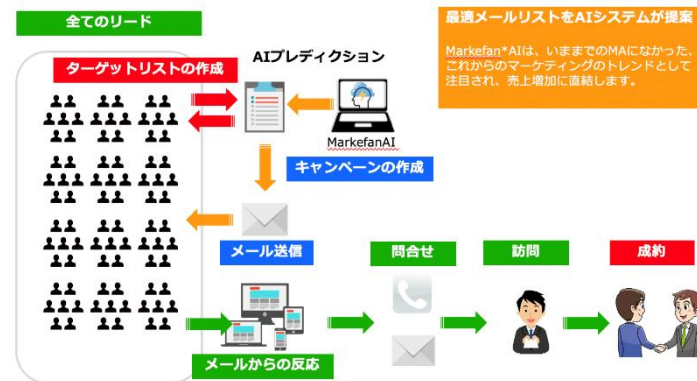 全てのリード
最適メールリストをAIシステムが提案
Markefan*AIは、いままでのMAになかった、
これからのマーケティングのトレンドとして
注目され、売上増加に直結します。
ターゲットリストの作成
AIプレディクション
MarkefanAI
キャンペーンの作成
メール送信
問合せ
訪問
成約
メールからの反応